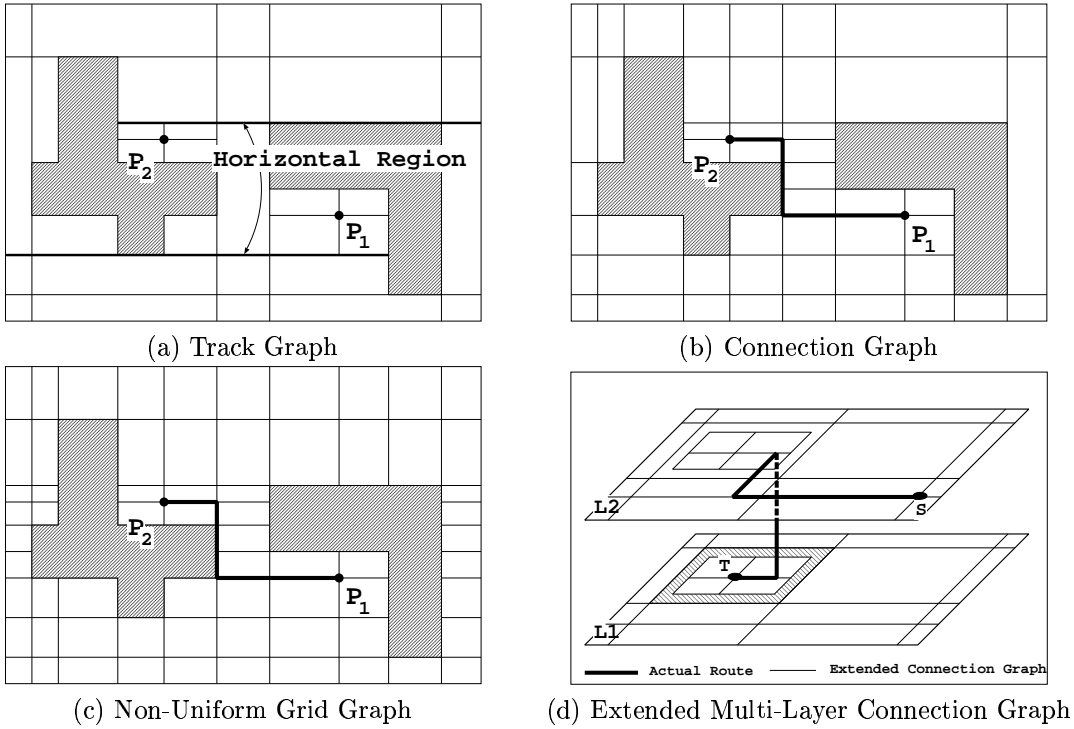 P2
Horizontal Region
P1
(a) Track Graph
P2
P1
(b) Connection Graph
P2
P1
(c) Non-Uniform Grid Graph
L2
S
T
L1
Actual Route
Extended Connection Graph
(d) Extended Multi-Layer Connection Graph